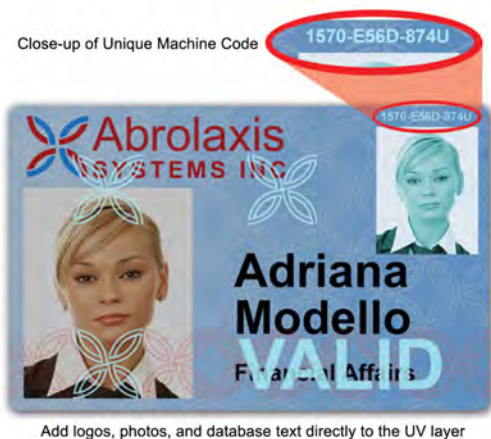 Close-up of Unique Machine Code
1570-E56D-874U
1570-E56D-874U
Abrolaxis
SYSTEMS INC
Adriana
Modello
VALID
Financial Affairs
Add logos, photos, and database text directly to the UV layer